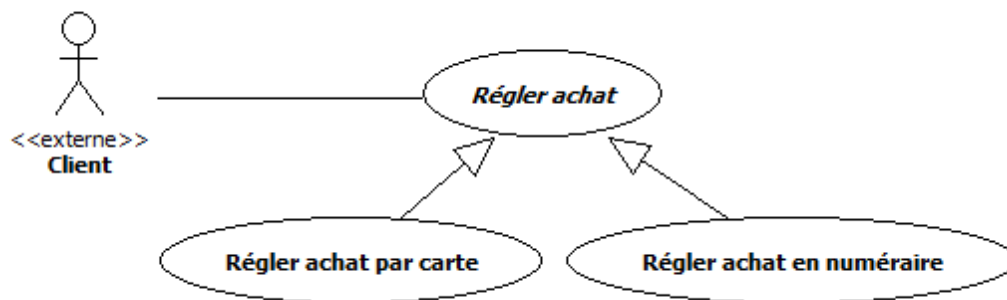 Régler achat
<<externe>>
Client
Régler achat par carte
Régler achat en numéraire